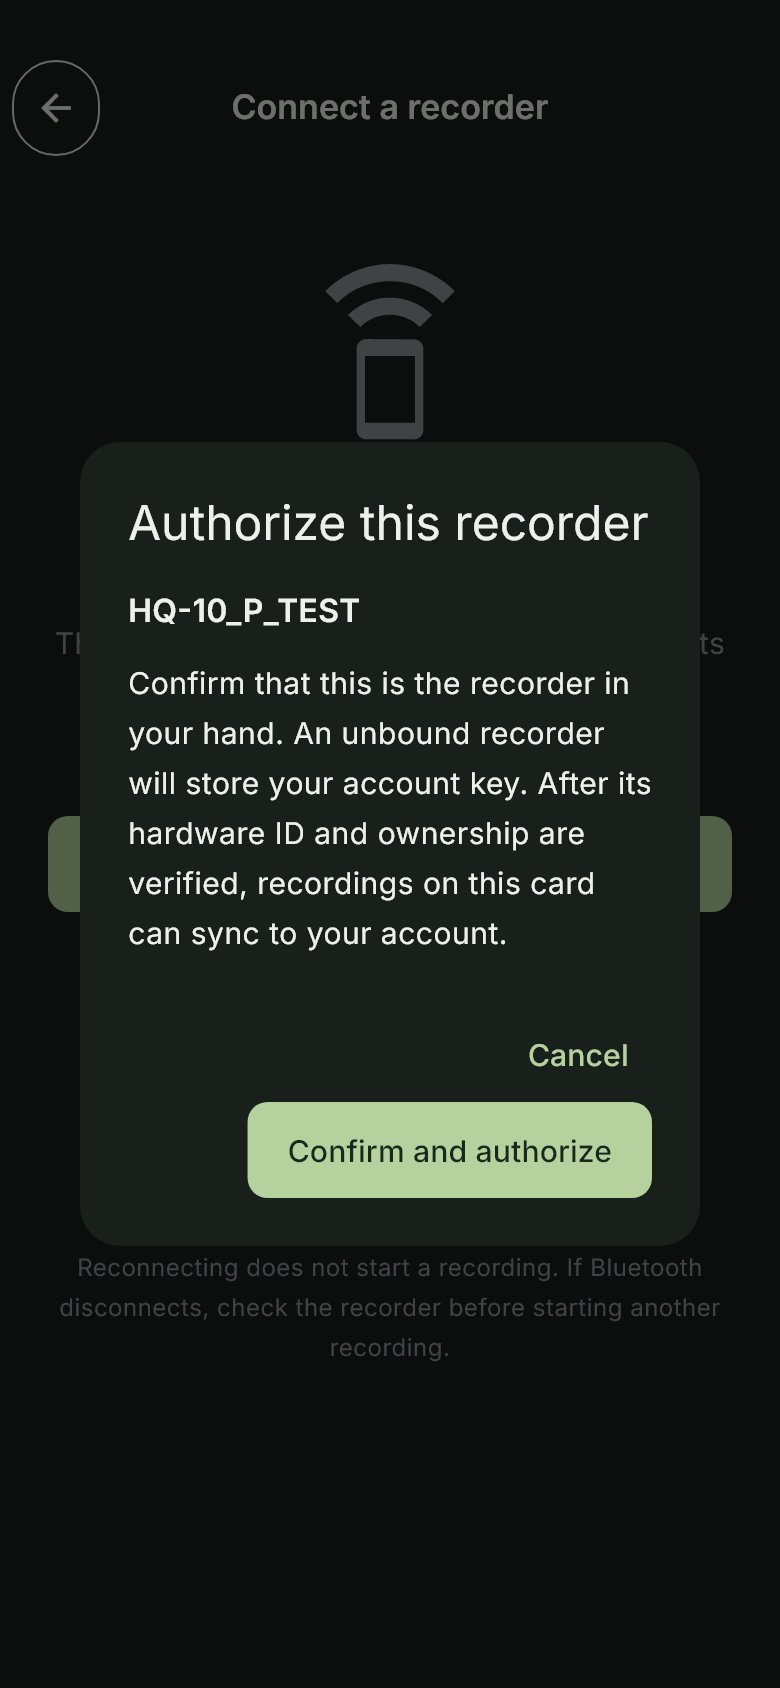 Connect a recorder
Authorize this recorder
HQ-10_P_TEST
Confirm that this is the recorder in
your hand. An unbound recorder
will store your account key. After its
hardware ID and ownership are
verified, recordings on this card
can sync to your account.
Cancel
Confirm and authorize
Reconnecting does not start a recording. If Bluetooth
disconnects, check the recorder before starting another
recording.